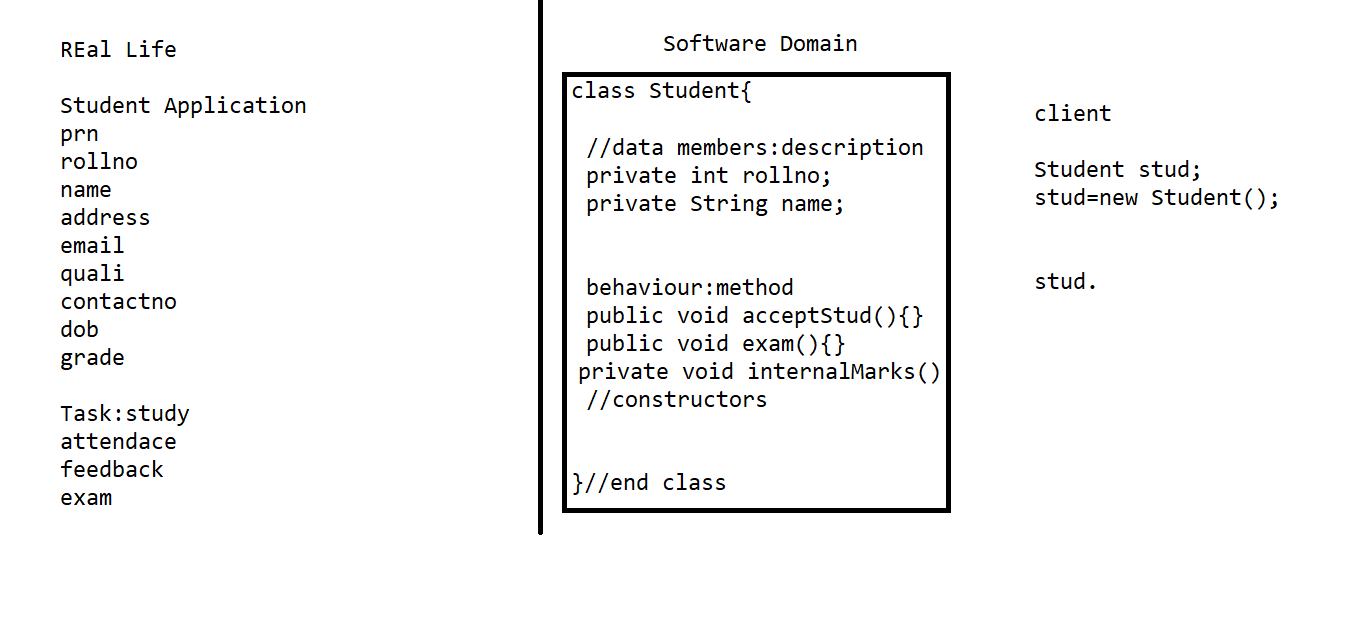 REal Life
Student Application
prn
rollno
name
address
email
quali
contactno
dob
grade
Task:study
attendace
feedback
exam
Software Domain
class Student{
//data members:description
private int rollno;
private String name;
behaviour:method
public void acceptStud(){}
public void exam(){}
private void internalMarks()
//constructors
}//end class
client
Student stud;
stud=new Student();
stud.